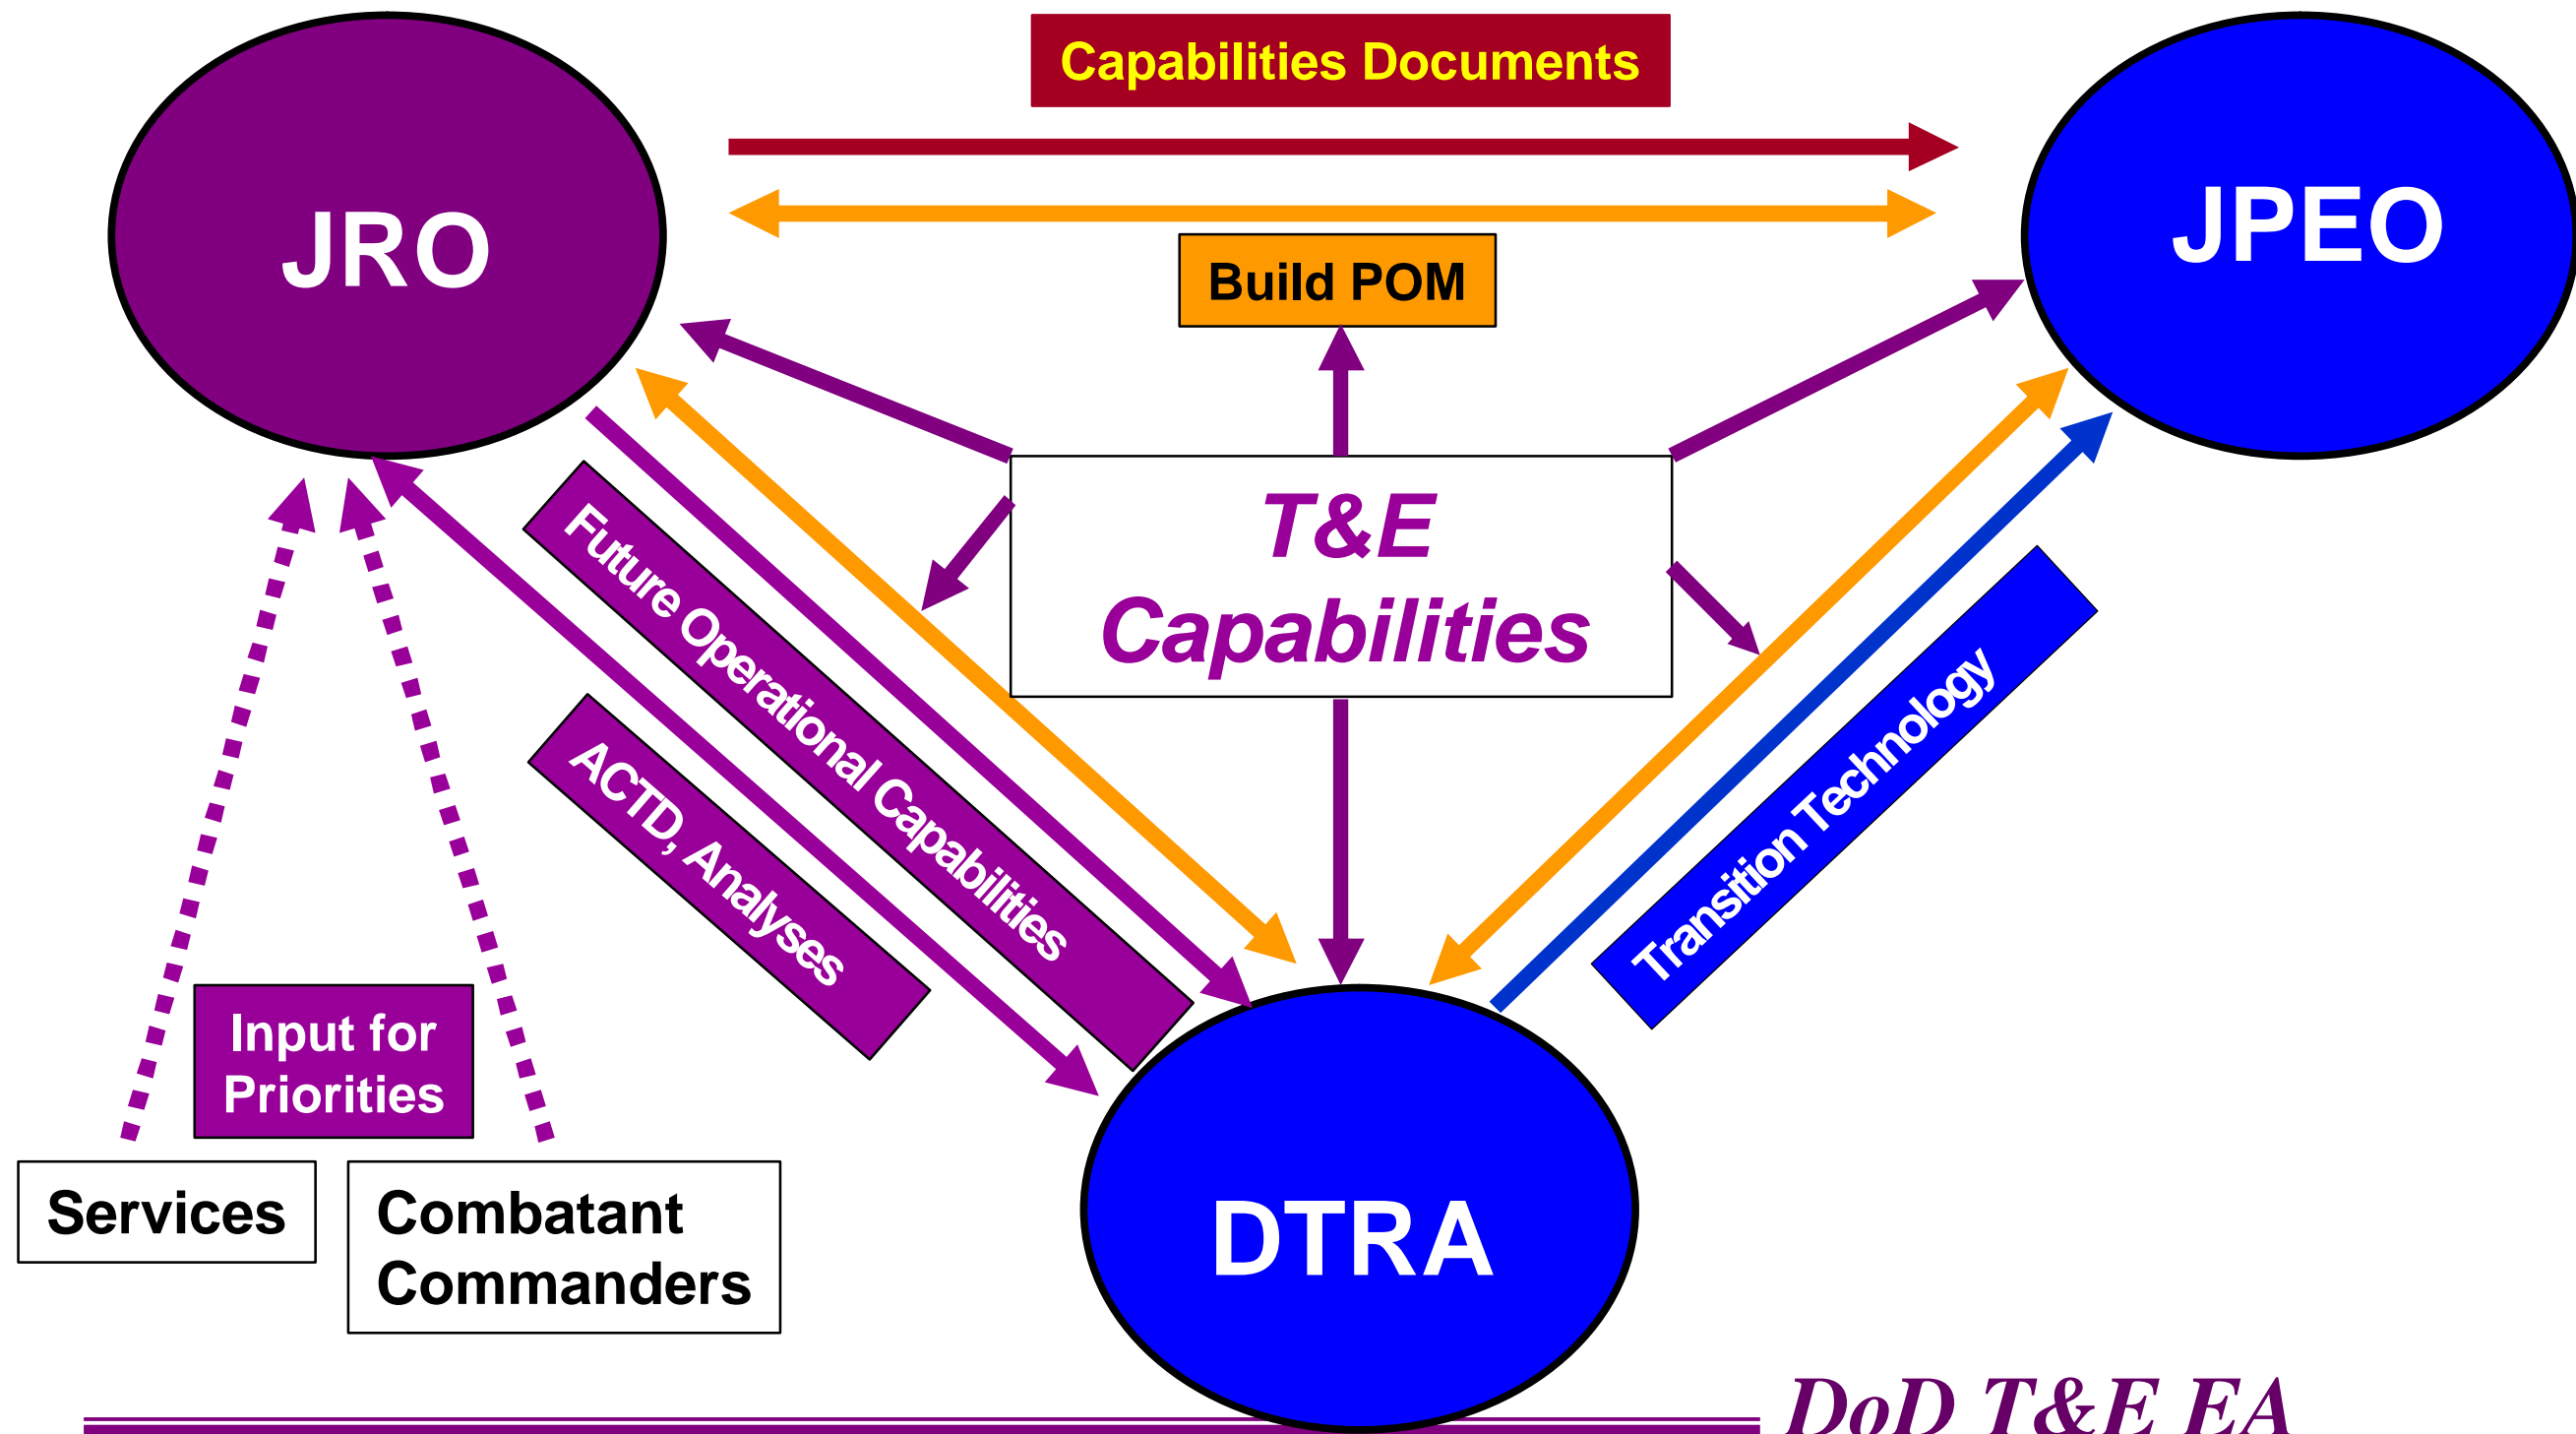 Capabilities Documents
JRO
JPEO
Build POM
T&E
Capabilities
Future Operational Capabilities
ACTD, Analyses
Transition Technology
Input for
Priorities
Services
Combatant
Commanders
DTRA
DoD T&E EA